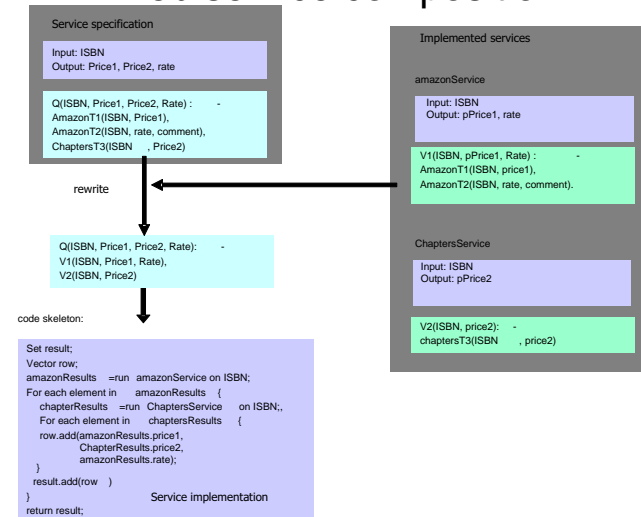 Service specification
Input: ISBN
Output: Price1, Price2, rate
Q(ISBN, Price1, Price2, Rate) : -
AmazonT1(ISBN, Price1),
AmazonT2(ISBN, rate, comment),
ChaptersT3(ISBN , Price2)
rewrite
Q(ISBN, Price1, Price2, Rate): -
V1(ISBN, Price1, Rate),
V2(ISBN, Price2)
code skeleton:
Set result;
Vector row;
amazonResults =run amazonService on ISBN;
For each element in amazonResults {
chapterResults =run ChaptersService on ISBN;,
For each element in chaptersResults {
row.add(amazonResults.price1,
ChapterResults.price2,
amazonResults.rate);
}
result.add(row )
}
Service implementation
return result;
Implemented services
amazonService
Input: ISBN
Output: pPrice1, rate
V1(ISBN, pPrice1, Rate) : -
AmazonT1(ISBN, price1),
AmazonT2(ISBN, rate, comment).
ChaptersService
Input: ISBN
Output: pPrice2
V2(ISBN, price2): -
chaptersT3(ISBN , price2)